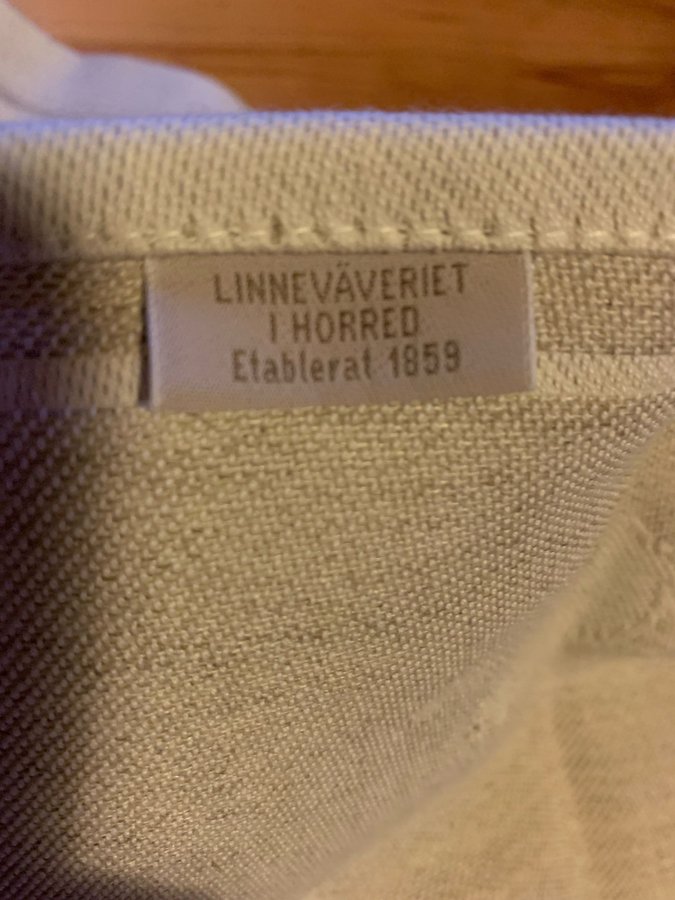 LINNEVÄVERIET
I HORRED
Etablerat 1859